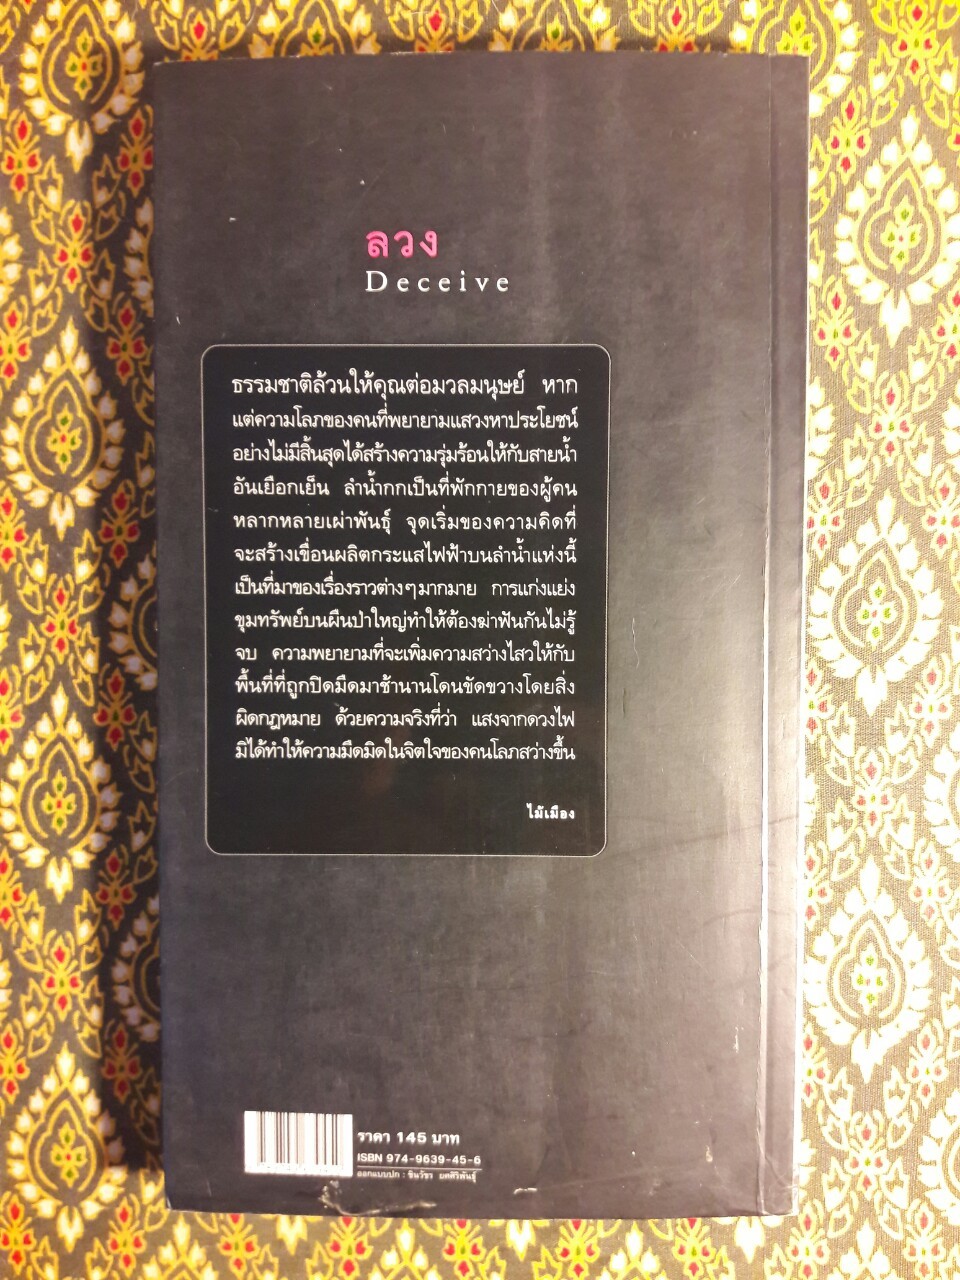 ลวง
Deceive
ธรรมชาติล้วนให้คุณต่อมวลมนุษย์ หาก
แต่ความโลภของคนที่พยายามแสวงหาประโยชน์
อย่างไม่มีสิ้นสุดได้สร้างความรุ่มร้อนให้กับสายน้ำ
อันเยือกเย็น ลำน้ำกกเป็นที่พักกายของผู้คน
หลากหลายเผ่าพันธุ์ จุดเริ่มของความคิดที่
จะสร้างเขื่อนผลิตกระแสไฟฟ้าบนลำน้ำแห่งนี้
เป็นที่มาของเรื่องราวต่างๆมากมาย การแก่งแย่ง
ขุมทรัพย์บนผืนป่าใหญ่ทำให้ต้องฆ่าฟันกันไม่รู้
จบ ความพยายามที่จะเพิ่มความสว่างไสวให้กับ
พื้นที่ที่ถูกปิดมืดมาช้านานโดนขัดขวางโดยสิ่ง
ผิดกฎหมาย ด้วยความจริงที่ว่า แสงจากดวงไฟ
มิได้ทำให้ความมืดมิดในจิตใจของคนโลภสว่างขึ้น
ไม้เมือง
ราคา 145 บาท
ISBN 974-9639-45-6
ออกแบบปก : ชินวัชร ยศศิริพันธุ์